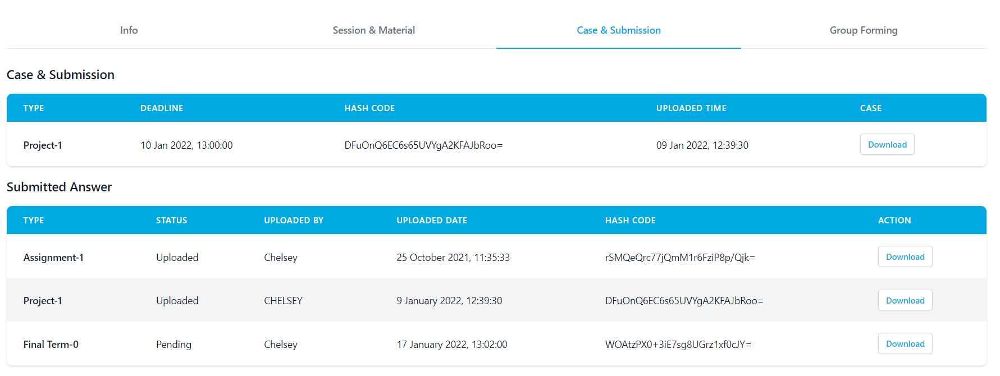 Info Session & Material Case & Submission Group Forming
Case & Submission
TYPE DEADLINE HASH CODE UPLOADED TIME CASE
Project-1 10 Jan 2022, 13:00:00 DFuOnQ6EC6s65UVYgA2KFAJbRoo= 09 Jan 2022, 12:39:30 Download
Submitted Answer
TYPE STATUS UPLOADED BY UPLOADED DATE HASH CODE ACTION
Assignment-1 Uploaded Chelsey 25 October 2021, 11:35:33 rSMQeQrc77jQmM1r6FziP8p/Qjk= Download
Project-1 Uploaded CHELSEY 9 January 2022, 12:39:30 DFuOnQ6EC6s65UVYgA2KFAJbRoo= Download
Final Term-0 Pending Chelsey 17 January 2022, 13:02:00 WOAtzPX0+3iE7sg8UGrz1xf0cJY= Download